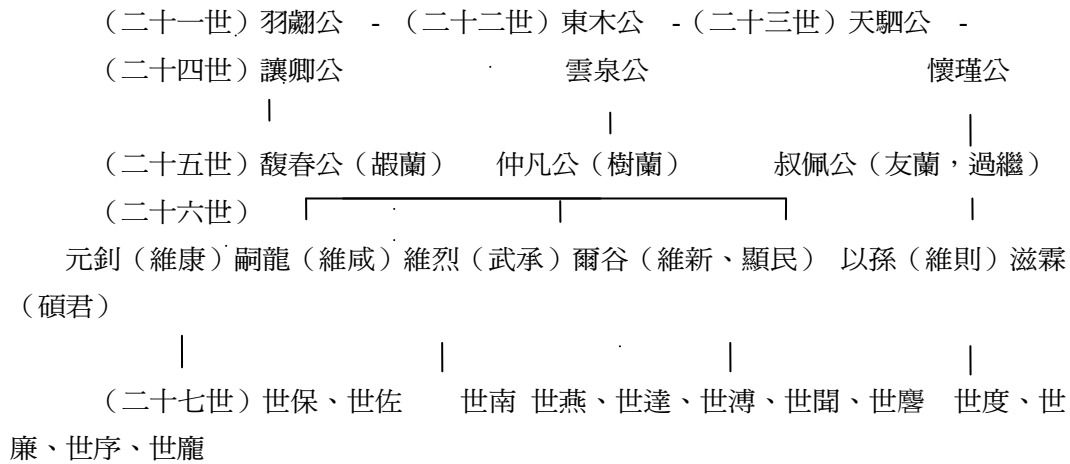 （二十一世）羽翽公 - （二十二世）東木公 -（二十三世）天駟公 -
（二十四世）讓卿公 雲泉公 懷瑾公
（二十五世）馥春公（嘏蘭） 仲凡公（樹蘭） 叔佩公（友蘭，過繼）
（二十六世）
元釗（維康）嗣龍（維咸）維烈（武承）爾谷（維新、顯民） 以孫（維則）滋霖
（碩君）
（二十七世）世保、世佐 世南 世燕、世達、世溥、世聞、世麐 世度、世
廉、世序、世龐